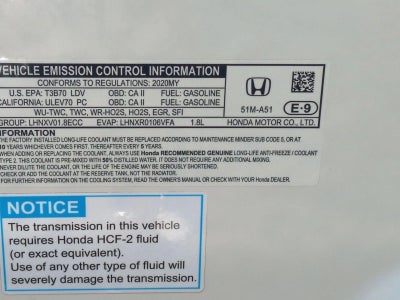 VEHICLE EMISSION CONTROL INFORMATION
CONFORMS TO REGULATIONS: 2020MY
U.S. EPA: T3B70 LDV OBD: CA II FUEL: GASOLINE
CALIFORNIA: ULEV70 PC OBD: CA II FUEL: GASOLINE
WU-TWC, TWC, WR-HO2S, HO2S, EGR, SFI
GROUP: LHNXV01.8ECC EVAP: LHNXR0106VFA 1.8L
HONDA
51M-A51
E-9
HONDA MOTOR CO., LTD.
INFORMATION
THE FACTORY INSTALLED LONG-LIFE COOLANT MUST BE REPLACED ACCORDING TO MAINTENANCE MINDER SUB CODE 5, OR AT
10 YEARS WHICHEVER COMES FIRST. THEREAFTER EVERY 5 YEARS.
WHEN ADDING OR REPLACING THE COOLANT, ALWAYS USE Honda RECOMMENDED GENUINE LONG-LIFE ANTI-FREEZE / COOLANT
TYPE 2. THIS COOLANT IS PRE-MIXED WITH 50% DISTILLED WATER. IT DOES NOT REQUIRE ANY ADDITIONAL MIXING.
NEVER DILUTE THE COOLANT, OR THE LIFE OF THE ENGINE MAY BE SERIOUSLY SHORTENED.
CHECK OR ADD COOLANT AT THE RESERVE TANK, NOT THE RADIATOR.
FOR FURTHER INFORMATION ON THE COOLING SYSTEM, READ THE OWNER'S MANUAL OR CHECK WITH YOUR Honda DEALER.
NOTICE
The transmission in this vehicle
requires Honda HCF-2 fluid
(or exact equivalent).
Use of any other type of fluid will
severely damage the transmission.